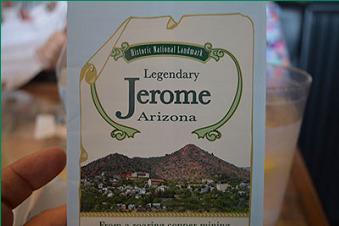 Historic National Landmark
Legendary
Jerome
Arizona
From a roaring copper mining